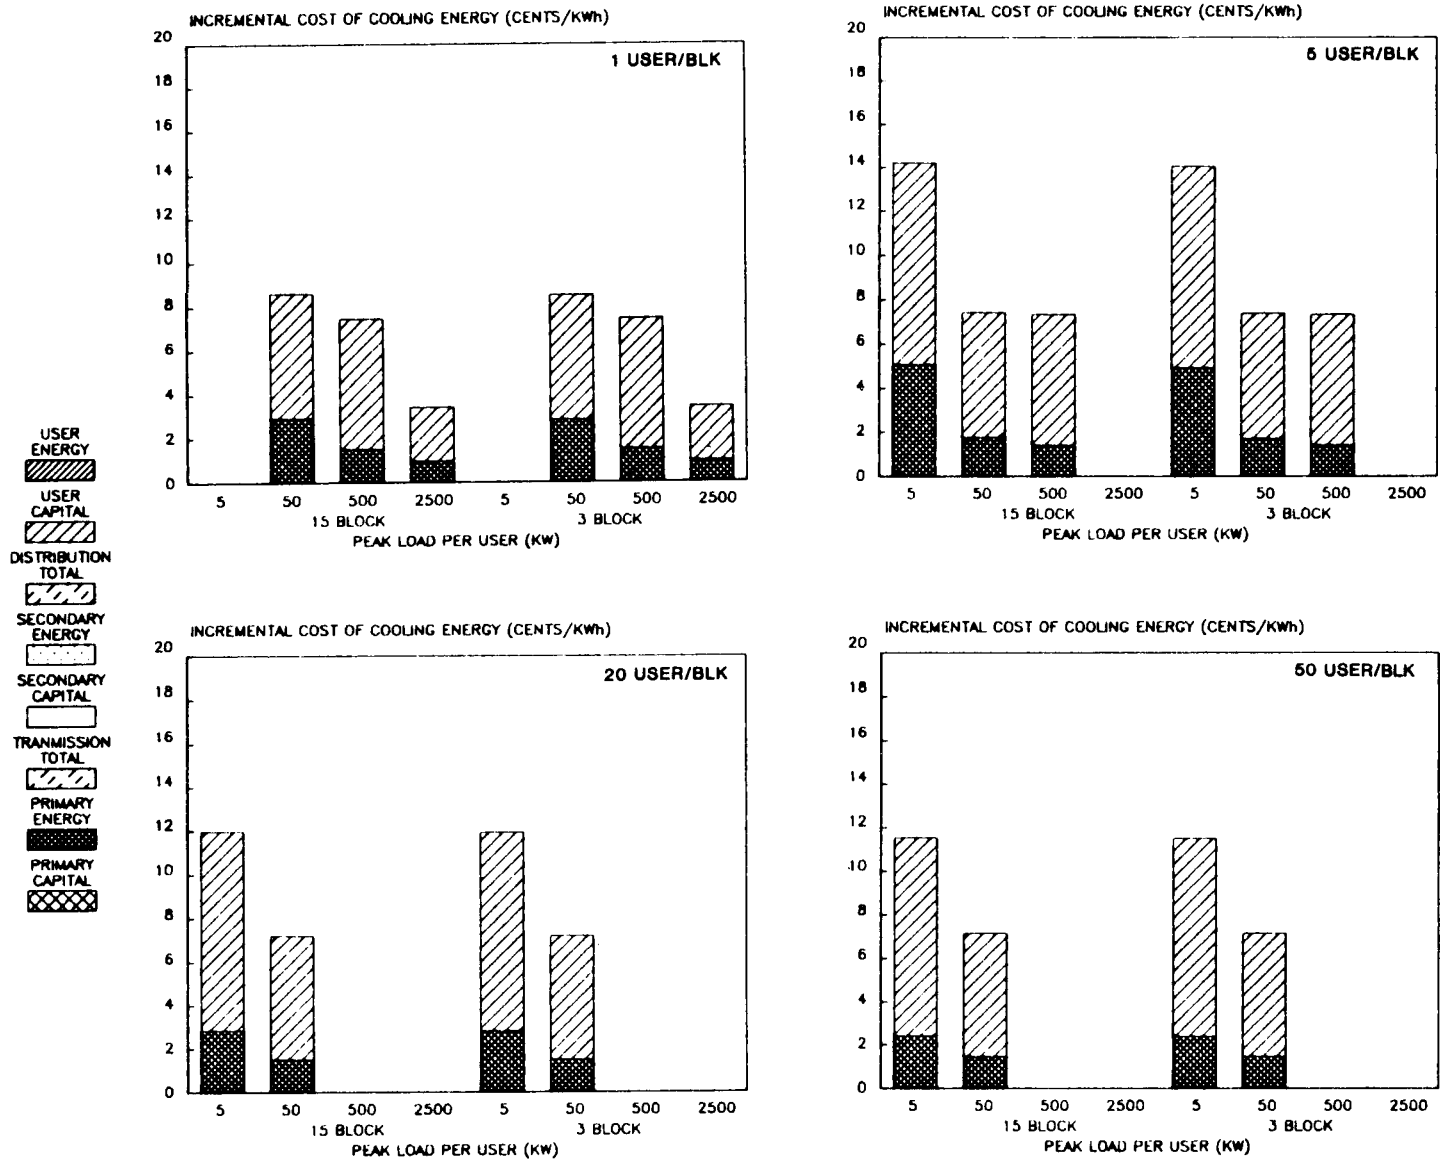 INCREMENTAL COST OF COOLING ENERGY (CENTS/KWh)
1 USER/BLK
20
18
16
14
12
10
8
6
4
2
0
5 50 500 2500 5 50 500 2500
15 BLOCK 3 BLOCK
PEAK LOAD PER USER (KW)
INCREMENTAL COST OF COOLING ENERGY (CENTS/KWh)
5 USER/BLK
20
18
16
14
12
10
8
6
4
2
0
5 50 500 2500 5 50 500 2500
15 BLOCK 3 BLOCK
PEAK LOAD PER USER (KW)
USER
ENERGY
USER
CAPITAL
DISTRIBUTION
TOTAL
SECONDARY
ENERGY
SECONDARY
CAPITAL
TRANMISSION
TOTAL
PRIMARY
ENERGY
PRIMARY
CAPITAL
INCREMENTAL COST OF COOLING ENERGY (CENTS/KWh)
20 USER/BLK
20
18
16
14
12
10
8
6
4
2
0
5 50 500 2500 5 50 500 2500
15 BLOCK 3 BLOCK
PEAK LOAD PER USER (KW)
INCREMENTAL COST OF COOLING ENERGY (CENTS/KWh)
50 USER/BLK
20
18
16
14
12
10
8
6
4
2
0
5 50 500 2500 5 50 500 2500
15 BLOCK 3 BLOCK
PEAK LOAD PER USER (KW)